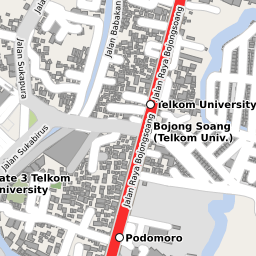 Jalan Sukapura
Jalan Babakan
Jalan Raya Bojongsoang
Telkom University
Bojong Soang
(Telkom Univ.)
Jalan Sukabirus
Jalan Raya Bojongsoang
ate 3 Telkom
niversity
Podomoro